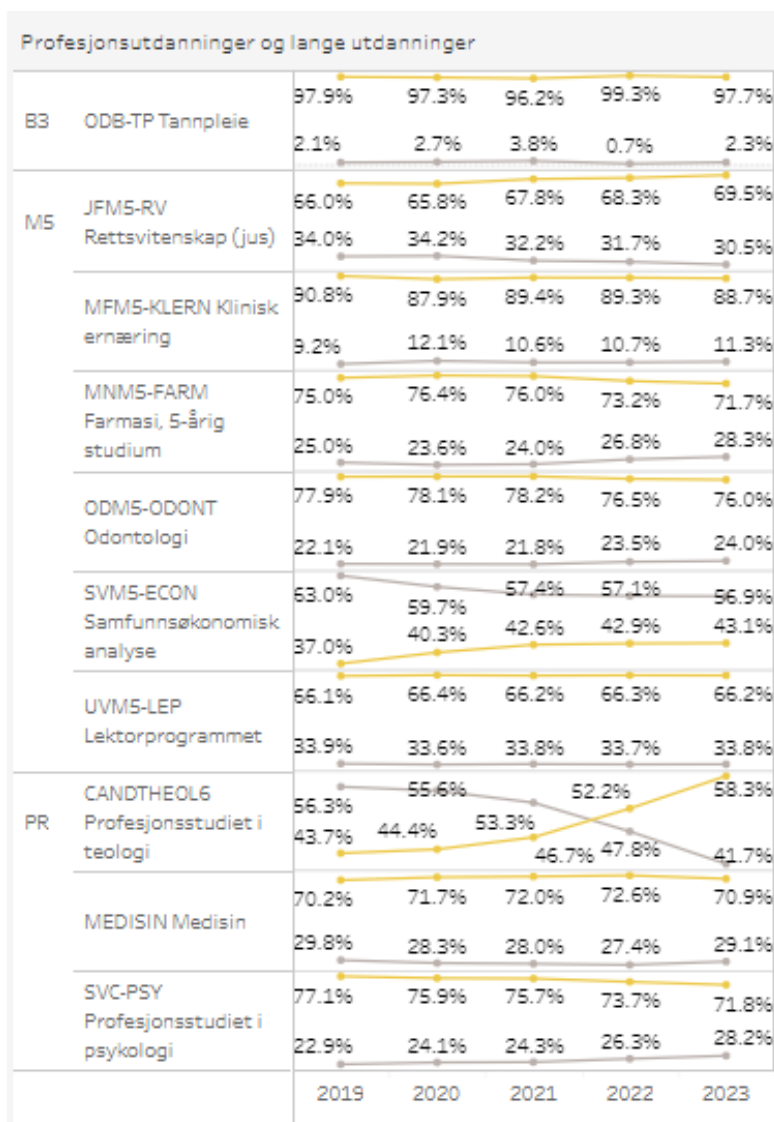 Profesjonsutdanninger og lange utdanninger
97.9% 97.3% 96.2% 99.3% 97.7%
B3 ODB-TP Tannpleie
2.1% 2.7% 3.8% 0.7% 2.3%
M5
JFM5-RV
Rettsvitenskap (jus)
66.0% 65.8% 67.8% 68.3% 69.5%
34.0% 34.2% 32.2% 31.7% 30.5%
MFM5-KLERN Klinisk
ernæring
90.8% 87.9% 89.4% 89.3% 88.7%
9.2% 12.1% 10.6% 10.7% 11.3%
MNM5-FARM
Farmasi, 5-årig
studium
75.0% 76.4% 76.0% 73.2% 71.7%
25.0% 23.6% 24.0% 26.8% 28.3%
ODM5-ODONT
Odontologi
77.9% 78.1% 78.2% 76.5% 76.0%
22.1% 21.9% 21.8% 23.5% 24.0%
SVM5-ECON
Samfunnsøkonomisk
analyse
63.0% 59.7% 57.4% 57.1% 56.9%
37.0% 40.3% 42.6% 42.9% 43.1%
UVM5-LEP
Lektorprogrammet
66.1% 66.4% 66.2% 66.3% 66.2%
33.9% 33.6% 33.8% 33.7% 33.8%
PR
CANDTHEOL6
Profesjonsstudiet i
teologi
56.3% 55.6% 53.3% 52.2% 58.3%
43.7% 44.4% 46.7% 47.8% 41.7%
MEDISIN Medisin
70.2% 71.7% 72.0% 72.6% 70.9%
29.8% 28.3% 28.0% 27.4% 29.1%
SVC-PSY
Profesjonsstudiet i
psykologi
77.1% 75.9% 75.7% 73.7% 71.8%
22.9% 24.1% 24.3% 26.3% 28.2%
2019 2020 2021 2022 2023